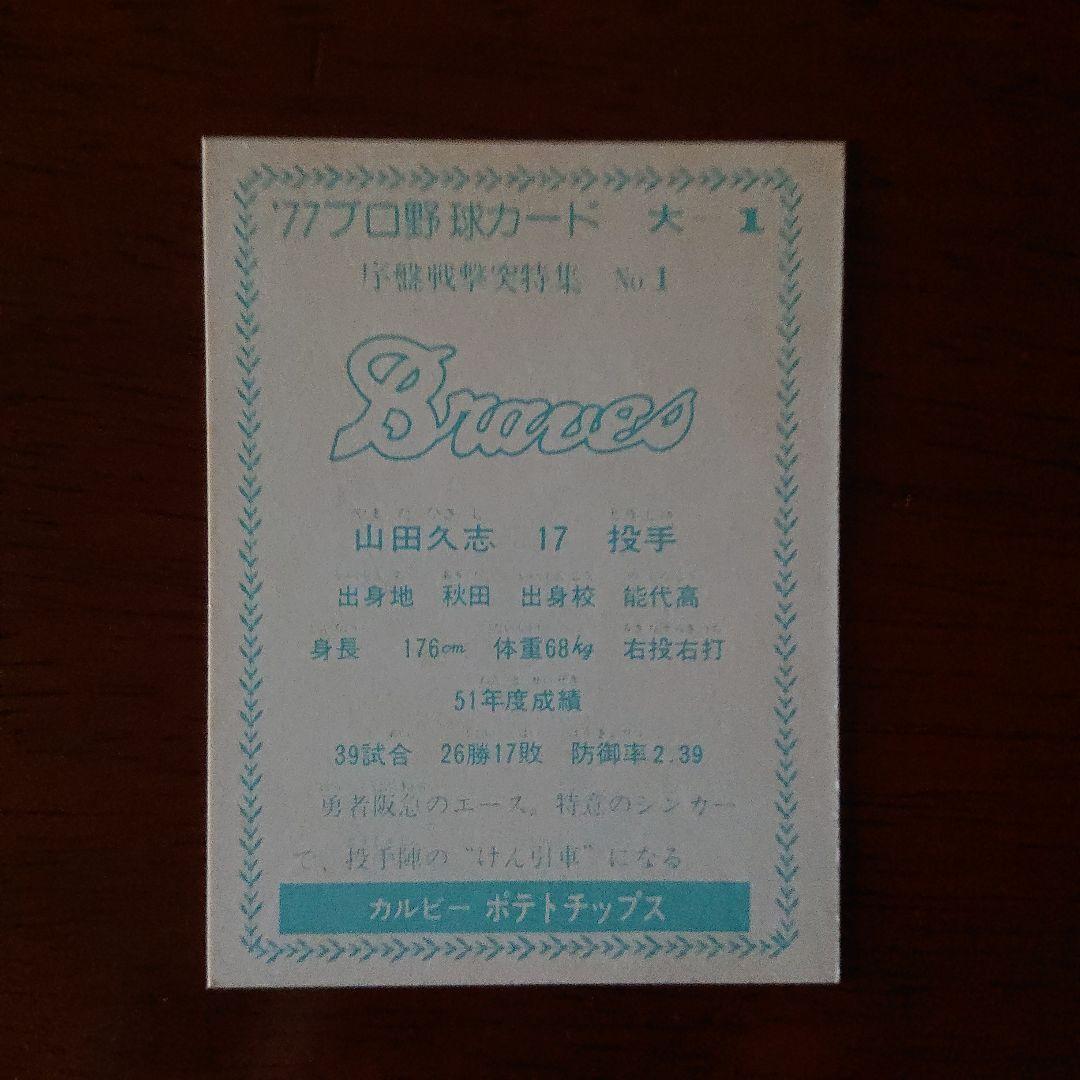 '77プロ野球カード 大 1
序盤戦撃突特集 No 1
Braves
山田久志 17 投手
出身地 秋田 出身校 能代高
身長 176cm 体重68kg 右投右打
51年度成績
39試合 26勝17敗 防御率2.39
勇者阪急のエース。特意のシンカー
で、投手陣の“けん引車”になる
カルビー ポテトチップス